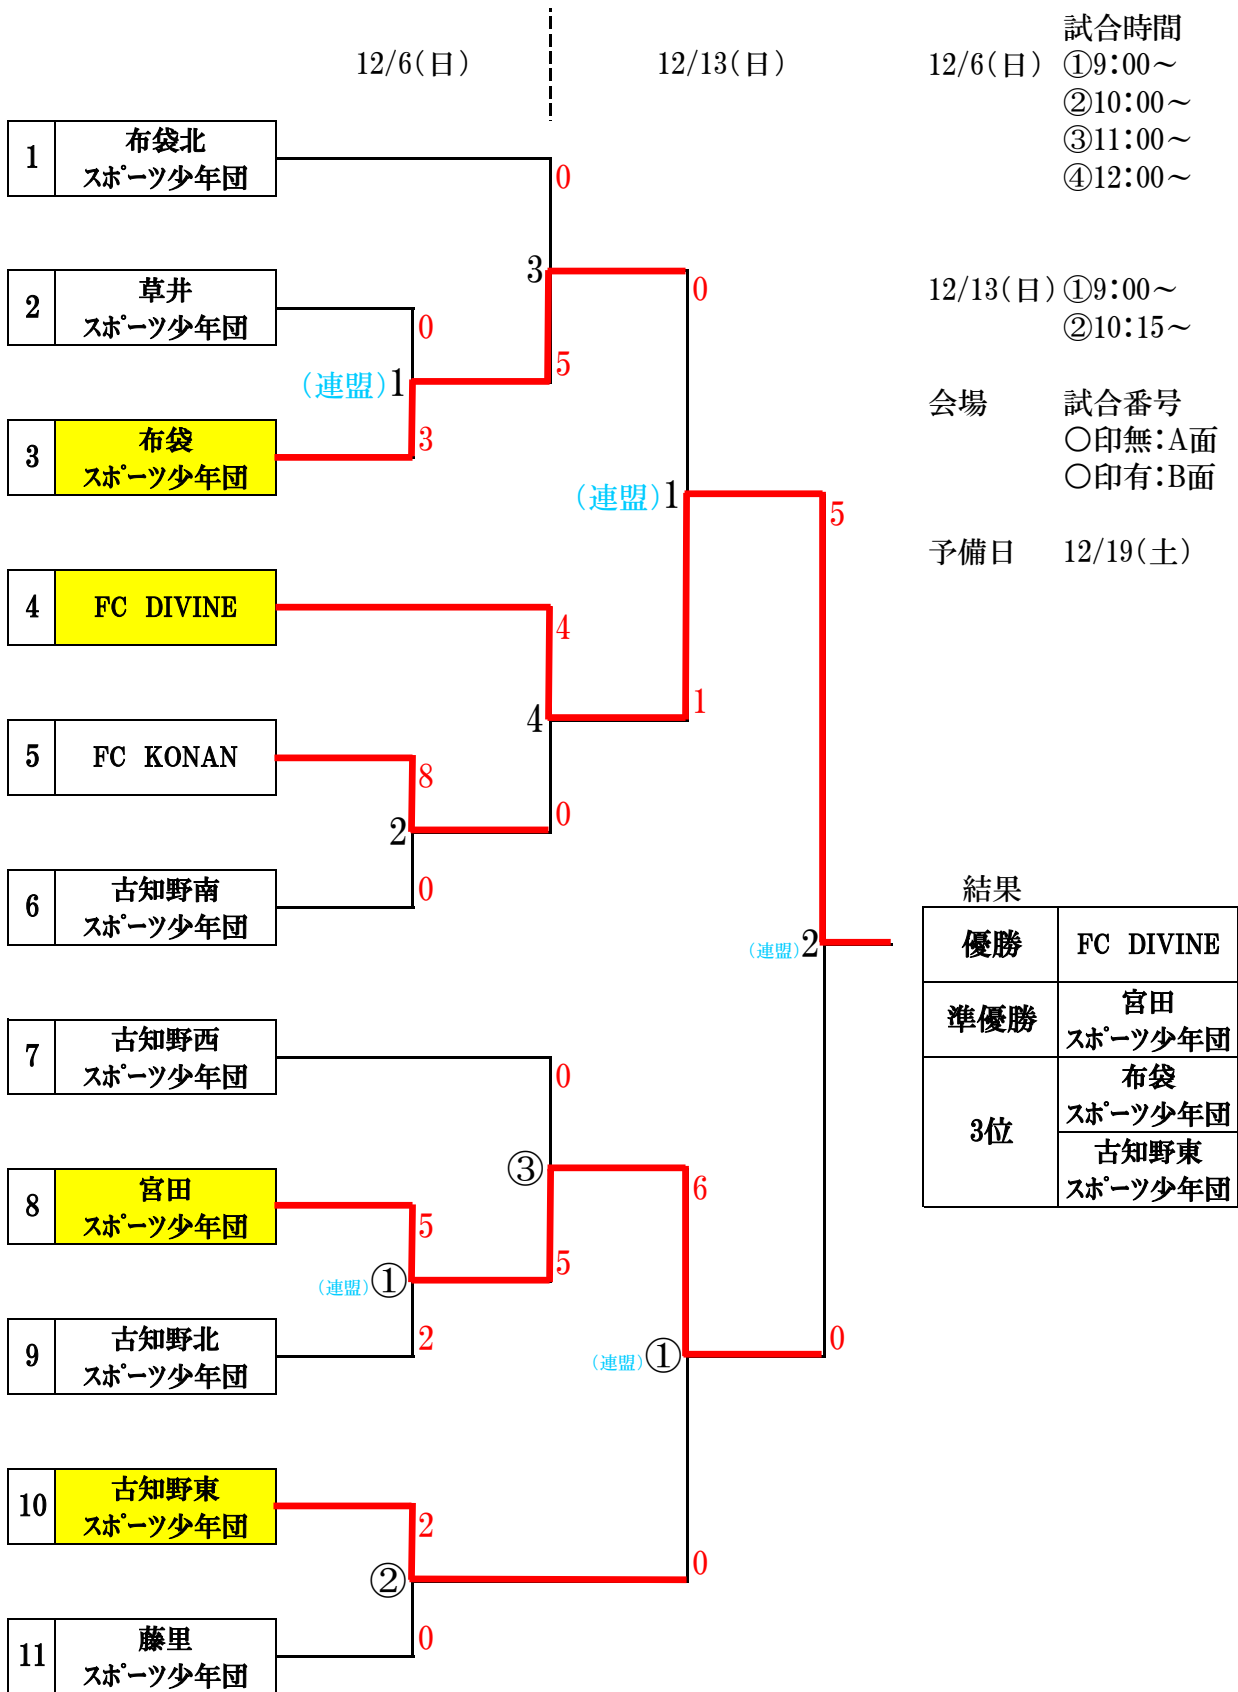 12/6(日)
12/13(日)
試合時間
12/6(日) ①9:00~
②10:00~
③11:00~
④12:00~
12/13(日) ①9:00~
②10:15~
会場 試合番号
○印無:A面
○印有:B面
予備日 12/19(土)
1 布袋北
スポーツ少年団
0
3
2 草井
スポーツ少年団
0
0
5
(連盟)1
3 布袋
スポーツ少年団
3
(連盟)1
5
4 FC DIVINE
4
4
1
5 FC KONAN
8
2
0
6 古知野南
スポーツ少年団
0
(連盟)2
7 古知野西
スポーツ少年団
0
③
8 宮田
スポーツ少年団
5
6
(連盟)①
5
9 古知野北
スポーツ少年団
2
(連盟)①
0
10 古知野東
スポーツ少年団
2
②
0
11 藤里
スポーツ少年団
0
結果
優勝 FC DIVINE
準優勝 宮田
スポーツ少年団
3位 布袋
スポーツ少年団
古知野東
スポーツ少年団